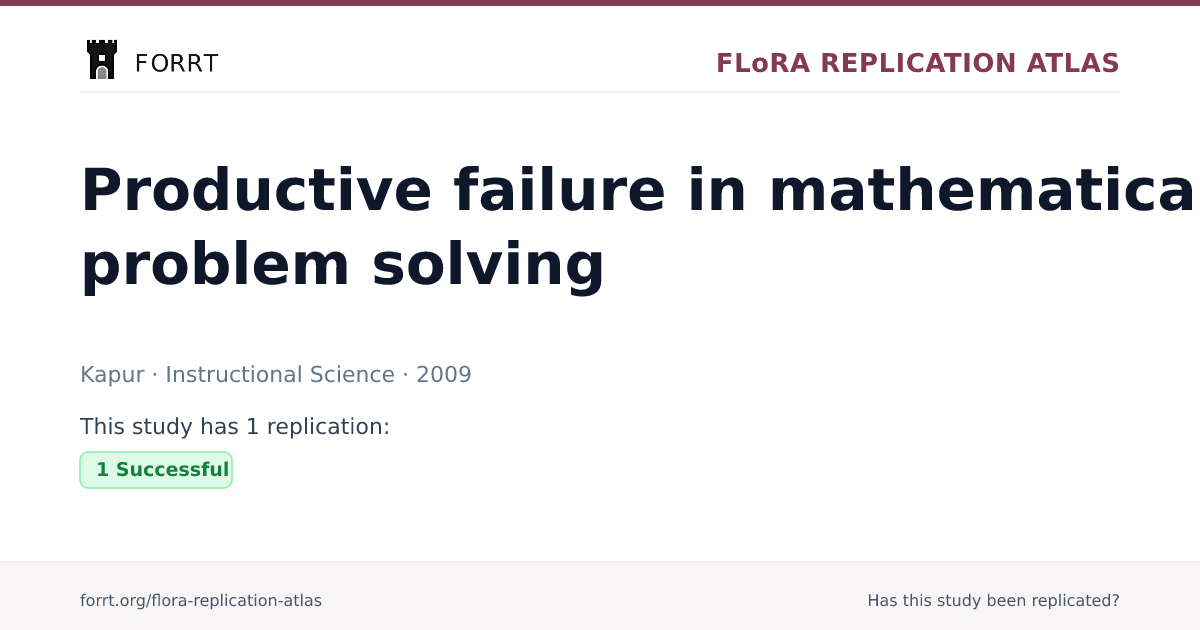 FORRT
FLoRA REPLICATION ATLAS
Productive failure in mathematica
problem solving
Kapur · Instructional Science · 2009
This study has 1 replication:
1 Successful
forrt.org/flora-replication-atlas
Has this study been replicated?